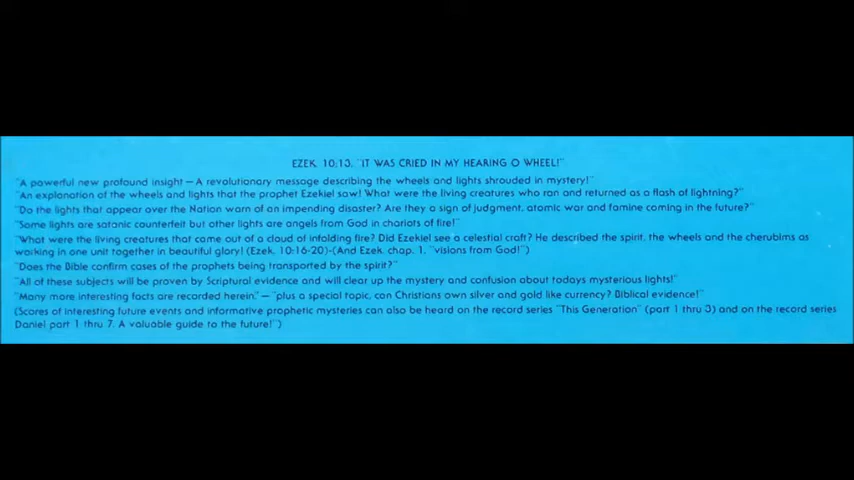 EZEK. 10:13, "IT WAS CRIED IN MY HEARING O WHEEL!"
"A powerful new profound insight — A revolutionary message describing the wheels and lights shrouded in mystery!"
"An explanation of the wheels and lights that the prophet Ezekiel saw! What were the living creatures who ran and returned as a flash of lightning?"
"Do the lights that appear over the Nation warn of an impending disaster? Are they a sign of judgment, atomic war and famine coming in the future?"
"Some lights are satanic counterfeit but other lights are angels from God in chariots of fire!"
"What were the living creatures that came out of a cloud of infolding fire? Did Ezekiel see a celestial craft? He described the spirit, the wheels and the cherubims as
working in one unit together in beautiful glory! (Ezek. 10:16-20)-(And Ezek. chap. 1, "visions from God!")
"Does the Bible confirm cases of the prophets being transported by the spirit?"
"All of these subjects will be proven by Scriptural evidence and will clear up the mystery and confusion about todays mysterious lights!"
"Many more interesting facts are recorded herein." — "plus a special topic, can Christians own silver and gold like currency? Biblical evidence!"
(Scores of interesting future events and informative prophetic mysteries can also be heard on the record series "This Generation" (part 1 thru 3) and on the record series
Daniel part 1 thru 7. A valuable guide to the future!")